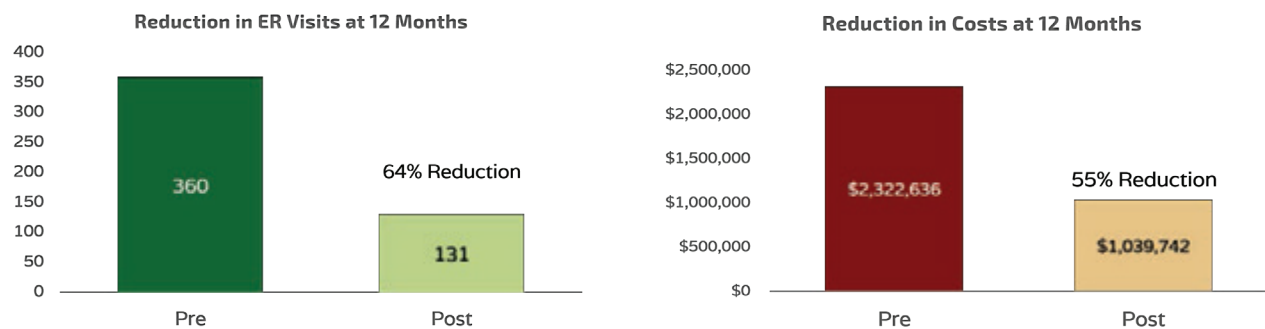 Reduction in ER Visits at 12 Months
400
350
300
250
200
150
100
50
0
360
64% Reduction
131
Pre
Post
Reduction in Costs at 12 Months
$2,500,000
$2,000,000
$1,500,000
$1,000,000
$500,000
$0
$2,322,636
55% Reduction
$1,039,742
Pre
Post